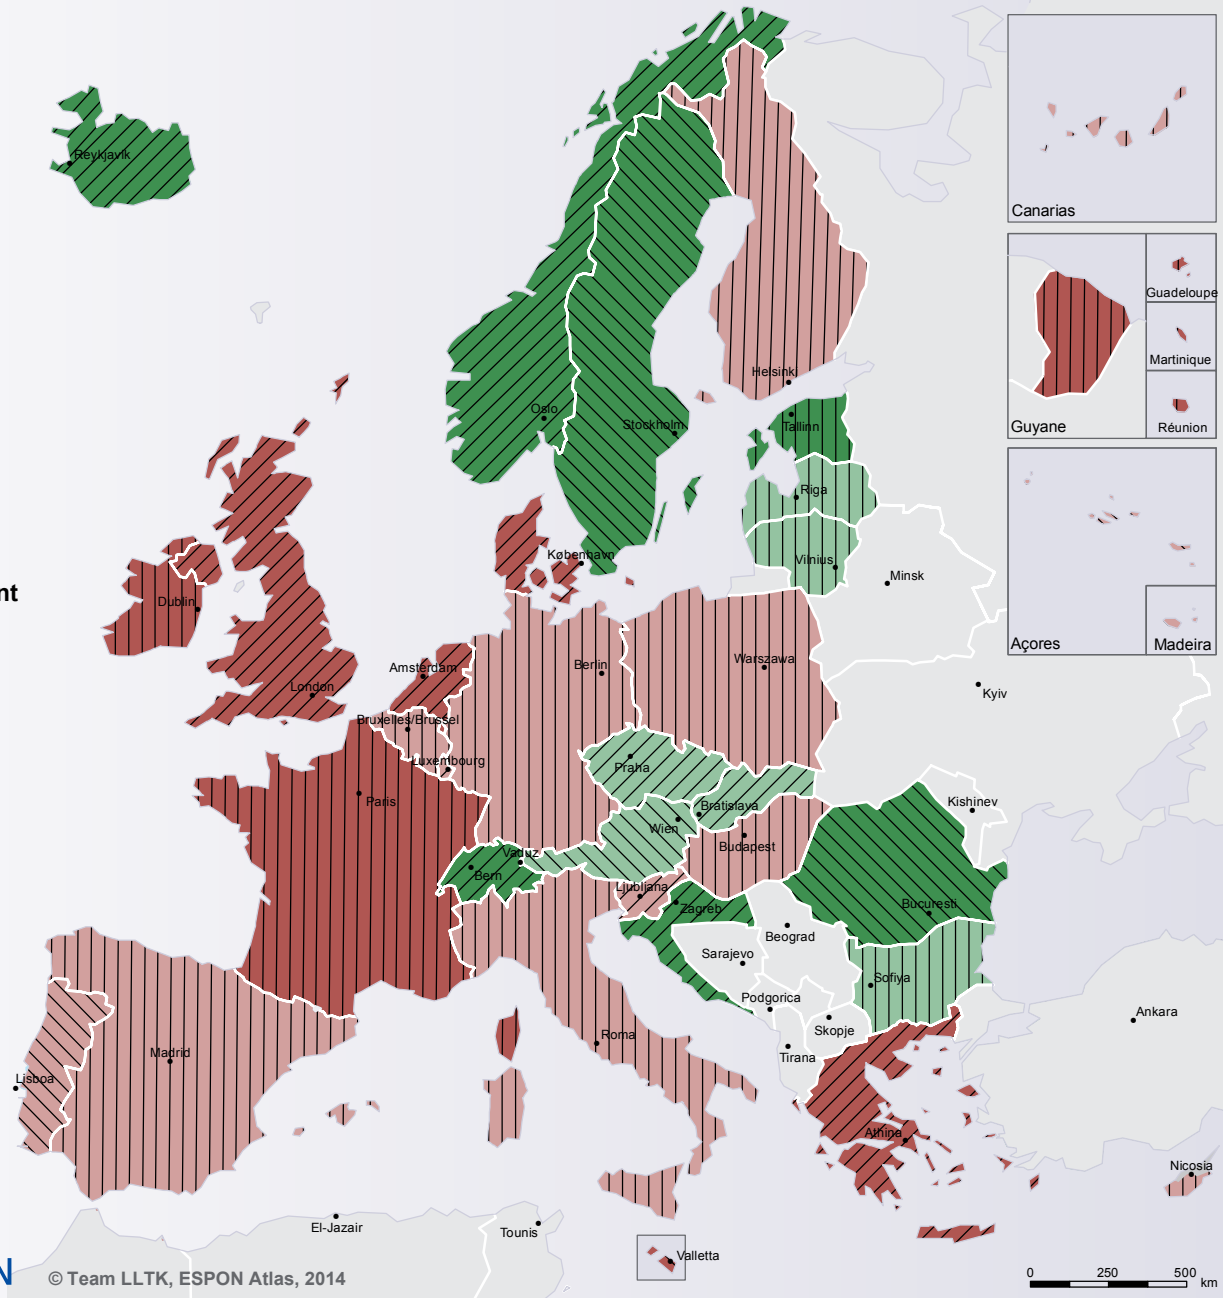 Reykjavik
Canarias
Guadeloupe
Martinique
Guyane
Réunion
Helsinki
Oslo
Stockholm
Tallinn
Riga
København
Vilnius
Minsk
nt
Dublin
Açores
Madeira
Amsterdam
Berlin
Warszawa
London
Kyiv
Bruxelles/Brussel
Luxembourg
Praha
Paris
Bratislava
Kishinev
Wien
Budapest
Vaduz
Bern
Ljubljana
Zagreb
Bucuresti
Beograd
Sarajevo
Sofiya
Podgorica
Ankara
Skopje
Roma
Madrid
Tirana
Lisboa
Athina
Nicosia
El-Jazair
Tounis
Valletta
N
© Team LLTK, ESPON Atlas, 2014
0 250 500
km